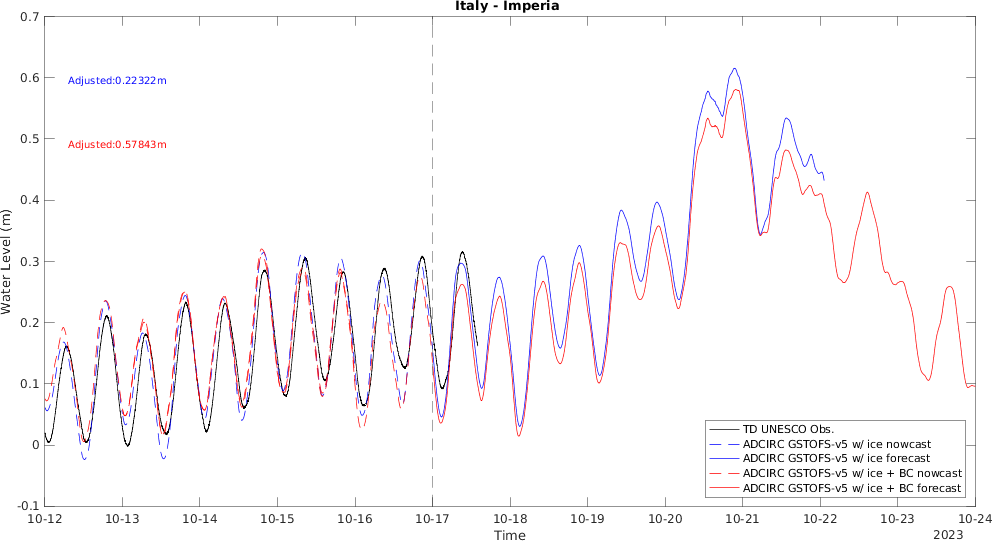 Italy - Imperia
0.7
0.6
0.5
0.4
0.3
0.2
0.1
0
-0.1
Water Level (m)
Adjusted:0.22322m
Adjusted:0.57843m
TD UNESCO Obs.
ADCIRC GSTOFS-v5 w/ ice nowcast
ADCIRC GSTOFS-v5 w/ ice forecast
ADCIRC GSTOFS-v5 w/ ice + BC nowcast
ADCIRC GSTOFS-v5 w/ ice + BC forecast
10-12 10-13 10-14 10-15 10-16 10-17 10-18 10-19 10-20 10-21 10-22 10-23 10-24
Time
2023